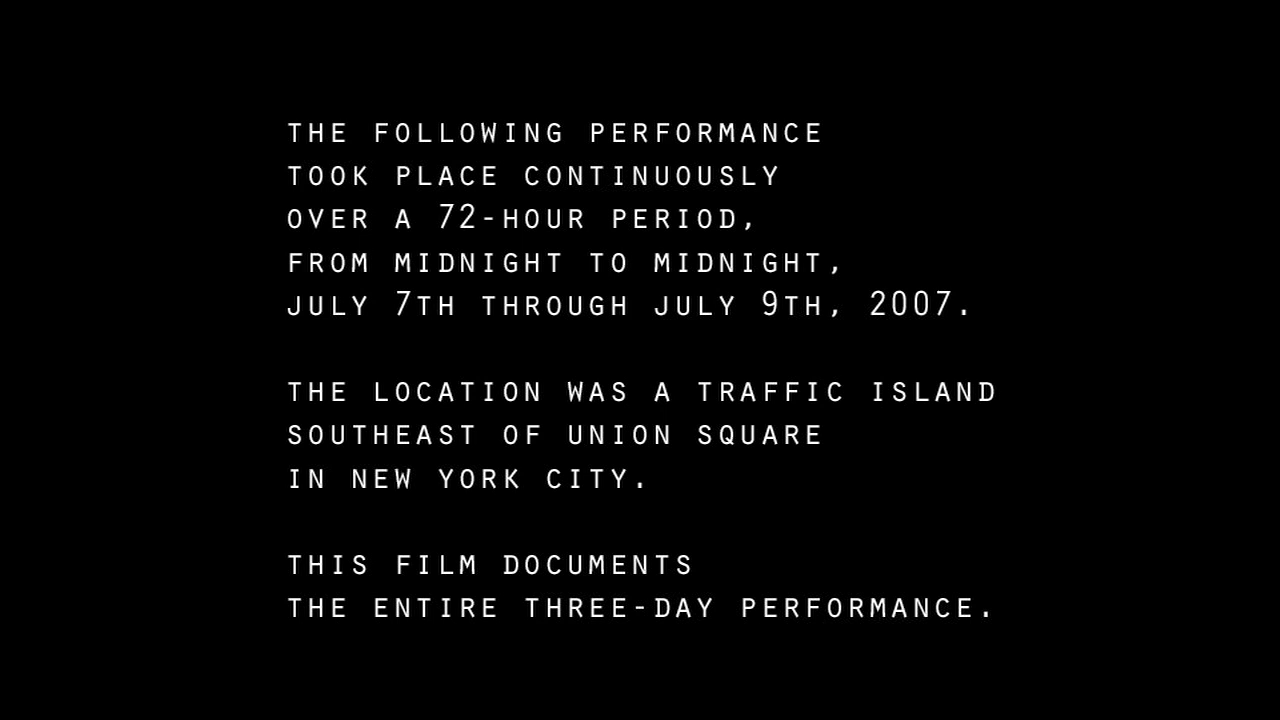 THE FOLLOWING PERFORMANCE
TOOK PLACE CONTINUOUSLY
OVER A 72-HOUR PERIOD,
FROM MIDNIGHT TO MIDNIGHT,
JULY 7TH THROUGH JULY 9TH, 2007.
THE LOCATION WAS A TRAFFIC ISLAND
SOUTHEAST OF UNION SQUARE
IN NEW YORK CITY.
THIS FILM DOCUMENTS
THE ENTIRE THREE-DAY PERFORMANCE.